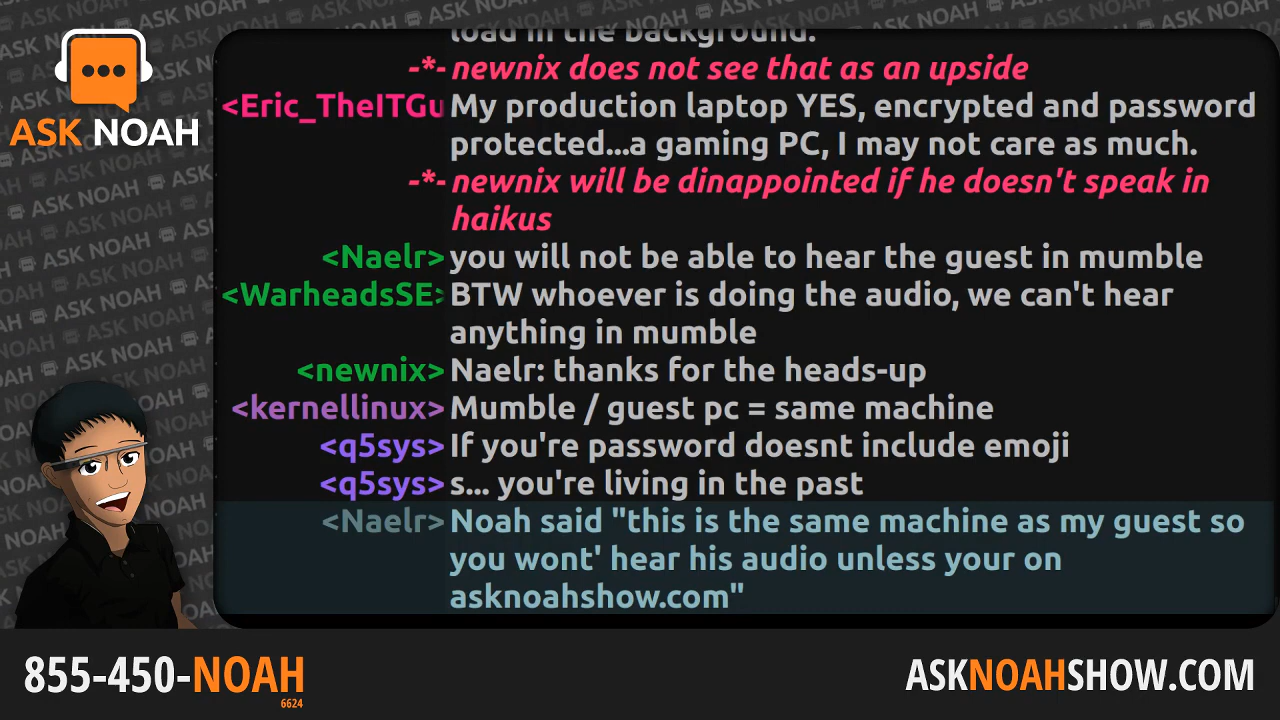 ASK NOAH
load in the background.
-*- newnix does not see that as an upside
<Eric_TheITGu My production laptop YES, encrypted and password
protected...a gaming PC, I may not care as much.
-*- newnix will be dinappointed if he doesn't speak in
haikus
<Naelr> you will not be able to hear the guest in mumble
<WarheadsSE> BTW whoever is doing the audio, we can't hear
anything in mumble
<newnix> Naelr: thanks for the heads-up
<kernellinux> Mumble / guest pc = same machine
<q5sys> If you're password doesnt include emoji
<q5sys> s... you're living in the past
<Naelr> Noah said "this is the same machine as my guest so
you wont' hear his audio unless your on
asknoahshow.com"
855-450-NOAH
6624
ASKNOAHSHOW.COM